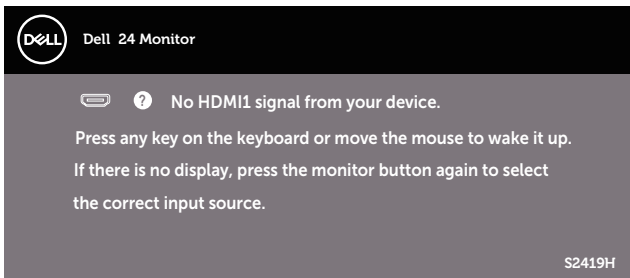 DELL Dell 24 Monitor
? No HDMI1 signal from your device.
Press any key on the keyboard or move the mouse to wake it up.
If there is no display, press the monitor button again to select
the correct input source.
S2419H